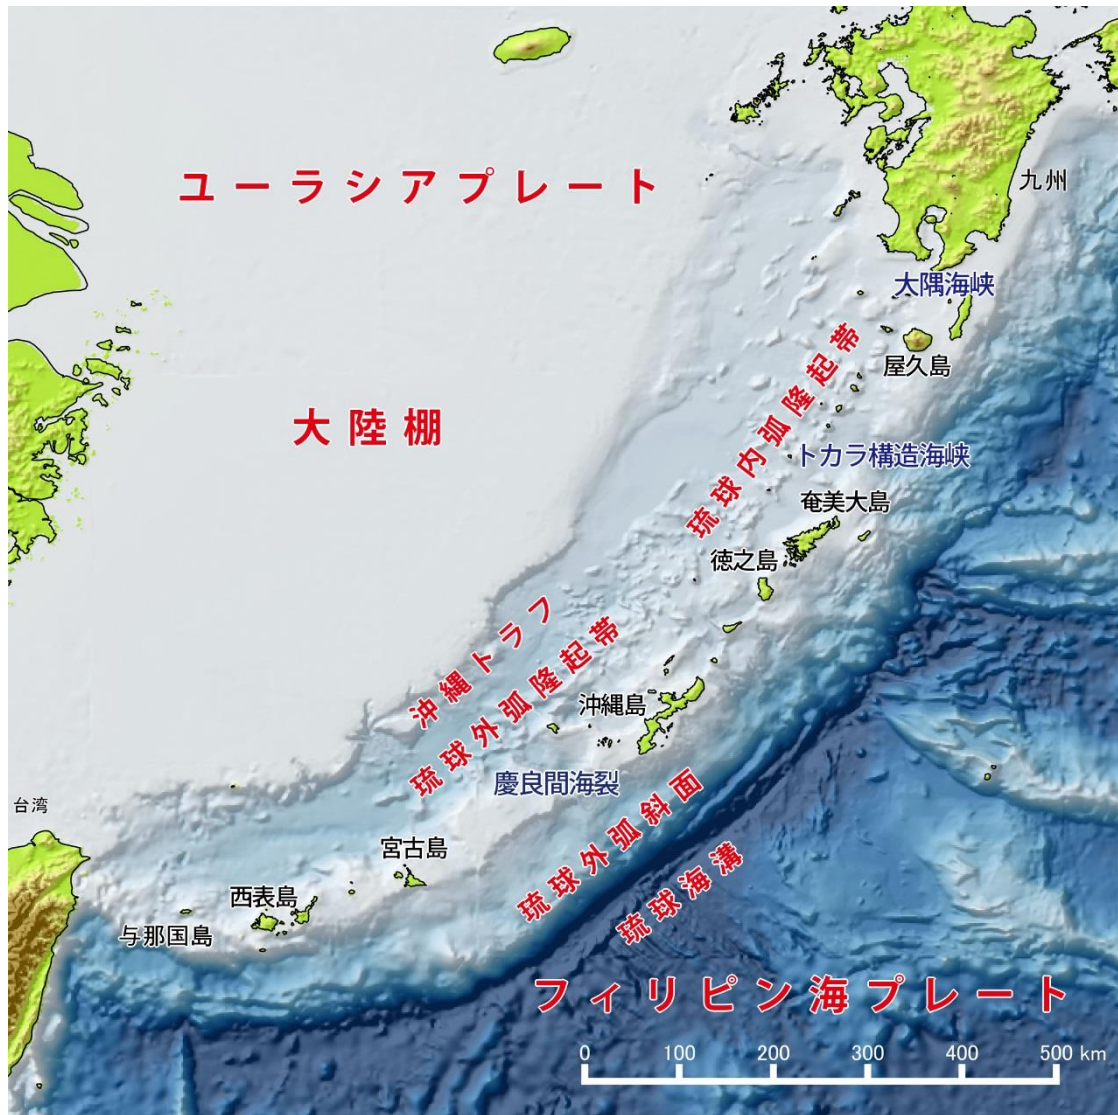 ユーラシアプレート
九州
大隅海峡
琉球内弧隆起帯
屋久島
大陸棚
トカラ構造海峡
奄美大島
徳之島
沖縄トラフ
琉球外弧隆起帯
沖縄島
慶良間海裂
琉球外弧斜面
台湾
宮古島
琉球海溝
西表島
与那国島
フィリピン海プレート
0 100 200 300 400 500 km